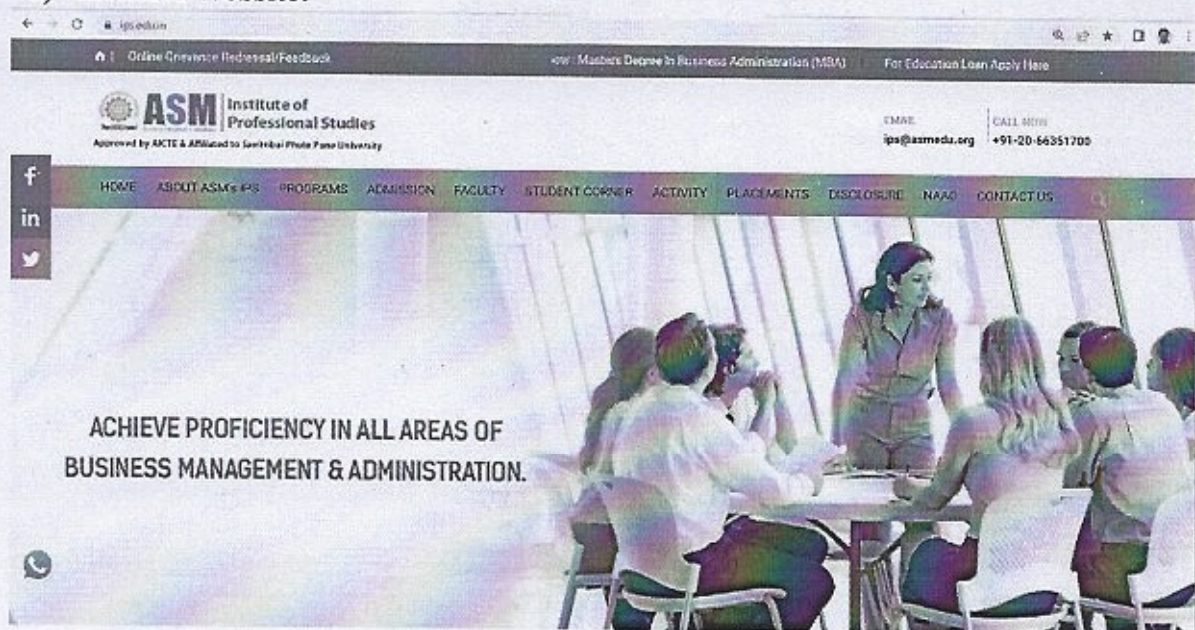 ips.edu.in
Online Grievance Redressal/Feedback
Masters Degree In Business Administration (MBA)
For Education Loan Apply Here
ASM
Institute of
Professional Studies
Approved by AICTE & Affiliated to Savitribai Phule Pune University
EMAIL
ips@asmedu.org
CALL NOW
+91-20-66351700
HOME ABOUT ASM's IPS PROGRAMS ADMISSION FACULTY STUDENT CORNER ACTIVITY PLACEMENTS DISCLOSURE NAAC CONTACT US
f
in
ACHIEVE PROFICIENCY IN ALL AREAS OF
BUSINESS MANAGEMENT & ADMINISTRATION.